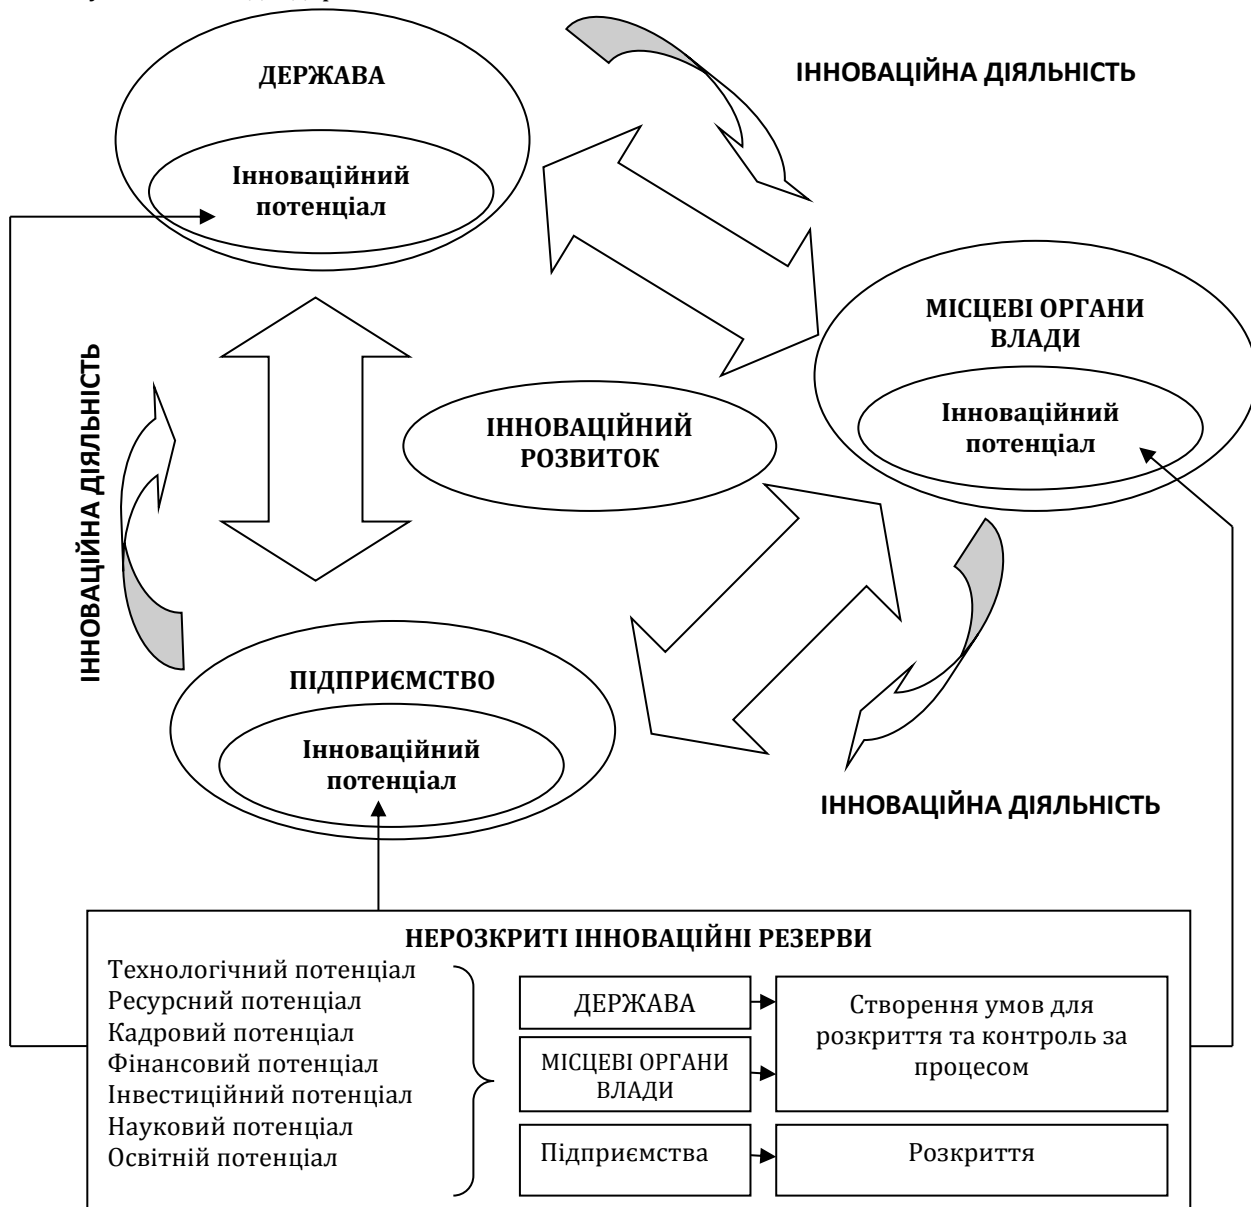 ДЕРЖАВА
ІННОВАЦІЙНА ДІЯЛЬНІСТЬ
Інноваційний
потенціал
МІСЦЕВІ ОРГАНИ
ВЛАДИ
Інноваційний
потенціал
ІННОВАЦІЙНА ДІЯЛЬНІСТЬ
ІННОВАЦІЙНИЙ
РОЗВИТОК
ПІДПРИЄМСТВО
Інноваційний
потенціал
ІННОВАЦІЙНА ДІЯЛЬНІСТЬ
НЕРОЗКРИТІ ІННОВАЦІЙНІ РЕЗЕРВИ
Технологічний потенціал
Ресурсний потенціал
Кадровий потенціал
Фінансовий потенціал
Інвестиційний потенціал
Науковий потенціал
Освітній потенціал
ДЕРЖАВА
МІСЦЕВІ ОРГАНИ
ВЛАДИ
Підприємства
Створення умов для
розкриття та контроль за
процесом
Розкриття